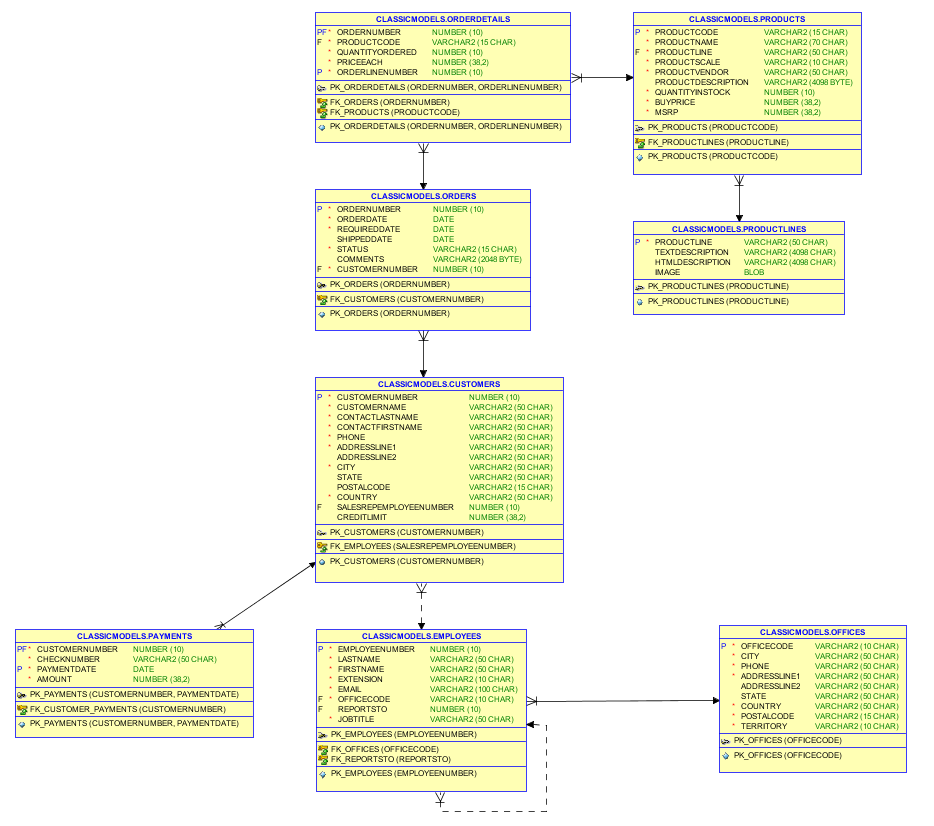 CLASSICMODELS.ORDERDETAILS
PF * ORDERNUMBER NUMBER (10)
F * PRODUCTCODE VARCHAR2 (15 CHAR)
* QUANTITYORDERED NUMBER (10)
* PRICEEACH NUMBER (38,2)
P * ORDERLINENUMBER NUMBER (10)
PK_ORDERDETAILS (ORDERNUMBER, ORDERLINENUMBER)
FK_ORDERS (ORDERNUMBER)
FK_PRODUCTS (PRODUCTCODE)
PK_ORDERDETAILS (ORDERNUMBER, ORDERLINENUMBER)
CLASSICMODELS.PRODUCTS
P * PRODUCTCODE VARCHAR2 (15 CHAR)
* PRODUCTNAME VARCHAR2 (70 CHAR)
F * PRODUCTLINE VARCHAR2 (50 CHAR)
* PRODUCTSCALE VARCHAR2 (10 CHAR)
* PRODUCTVENDOR VARCHAR2 (50 CHAR)
PRODUCTDESCRIPTION VARCHAR2 (4098 BYTE)
* QUANTITYINSTOCK NUMBER (10)
* BUYPRICE NUMBER (38,2)
* MSRP NUMBER (38,2)
PK_PRODUCTS (PRODUCTCODE)
FK_PRODUCTLINES (PRODUCTLINE)
PK_PRODUCTS (PRODUCTCODE)
CLASSICMODELS.ORDERS
P * ORDERNUMBER NUMBER (10)
* ORDERDATE DATE
* REQUIREDDATE DATE
SHIPPEDDATE DATE
* STATUS VARCHAR2 (15 CHAR)
COMMENTS VARCHAR2 (2048 BYTE)
F * CUSTOMERNUMBER NUMBER (10)
PK_ORDERS (ORDERNUMBER)
FK_CUSTOMERS (CUSTOMERNUMBER)
PK_ORDERS (ORDERNUMBER)
CLASSICMODELS.PRODUCTLINES
P * PRODUCTLINE VARCHAR2 (50 CHAR)
TEXTDESCRIPTION VARCHAR2 (4098 CHAR)
HTMLDESCRIPTION VARCHAR2 (4098 CHAR)
IMAGE BLOB
PK_PRODUCTLINES (PRODUCTLINE)
PK_PRODUCTLINES (PRODUCTLINE)
CLASSICMODELS.CUSTOMERS
P * CUSTOMERNUMBER NUMBER (10)
* CUSTOMERNAME VARCHAR2 (50 CHAR)
* CONTACTLASTNAME VARCHAR2 (50 CHAR)
* CONTACTFIRSTNAME VARCHAR2 (50 CHAR)
* PHONE VARCHAR2 (50 CHAR)
* ADDRESSLINE1 VARCHAR2 (50 CHAR)
ADDRESSLINE2 VARCHAR2 (50 CHAR)
* CITY VARCHAR2 (50 CHAR)
STATE VARCHAR2 (50 CHAR)
POSTALCODE VARCHAR2 (15 CHAR)
* COUNTRY VARCHAR2 (50 CHAR)
F SALESREPEMPLOYEENUMBER NUMBER (10)
CREDITLIMIT NUMBER (38,2)
PK_CUSTOMERS (CUSTOMERNUMBER)
FK_EMPLOYEES (SALESREPEMPLOYEENUMBER)
PK_CUSTOMERS (CUSTOMERNUMBER)
CLASSICMODELS.PAYMENTS
PF * CUSTOMERNUMBER NUMBER (10)
* CHECKNUMBER VARCHAR2 (50 CHAR)
P * PAYMENTDATE DATE
* AMOUNT NUMBER (38,2)
PK_PAYMENTS (CUSTOMERNUMBER, PAYMENTDATE)
FK_CUSTOMER_PAYMENTS (CUSTOMERNUMBER)
PK_PAYMENTS (CUSTOMERNUMBER, PAYMENTDATE)
CLASSICMODELS.EMPLOYEES
P * EMPLOYEENUMBER NUMBER (10)
* LASTNAME VARCHAR2 (50 CHAR)
* FIRSTNAME VARCHAR2 (50 CHAR)
* EXTENSION VARCHAR2 (10 CHAR)
* EMAIL VARCHAR2 (100 CHAR)
F * OFFICECODE VARCHAR2 (10 CHAR)
F REPORTSTO NUMBER (10)
* JOBTITLE VARCHAR2 (50 CHAR)
PK_EMPLOYEES (EMPLOYEENUMBER)
FK_OFFICES (OFFICECODE)
FK_REPORTSTO (REPORTSTO)
PK_EMPLOYEES (EMPLOYEENUMBER)
CLASSICMODELS.OFFICES
P * OFFICECODE VARCHAR2 (10 CHAR)
* CITY VARCHAR2 (50 CHAR)
* PHONE VARCHAR2 (50 CHAR)
* ADDRESSLINE1 VARCHAR2 (50 CHAR)
ADDRESSLINE2 VARCHAR2 (50 CHAR)
STATE VARCHAR2 (50 CHAR)
* COUNTRY VARCHAR2 (50 CHAR)
* POSTALCODE VARCHAR2 (15 CHAR)
* TERRITORY VARCHAR2 (10 CHAR)
PK_OFFICES (OFFICECODE)
PK_OFFICES (OFFICECODE)